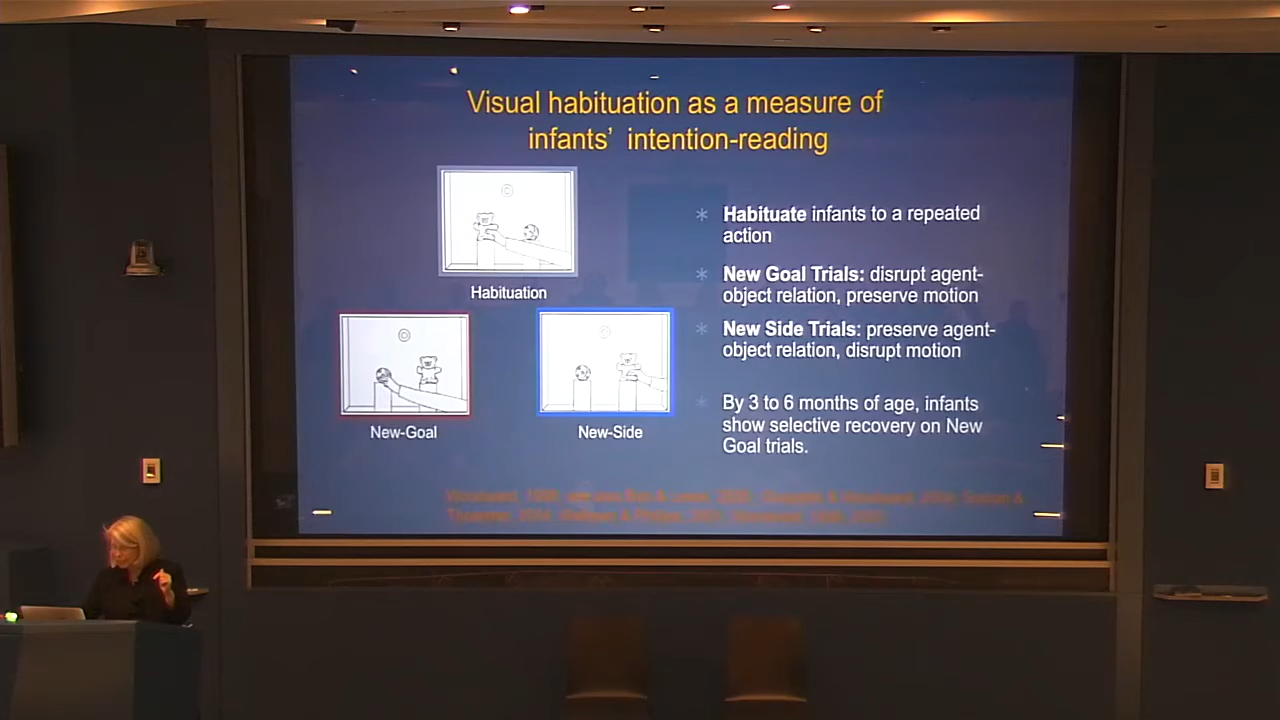 Visual habituation as a measure of
infants’ intention-reading
Habituation
New-Goal
New-Side
* Habituate infants to a repeated
action
* New Goal Trials: disrupt agent-
object relation, preserve motion
* New Side Trials: preserve agent-
object relation, disrupt motion
* By 3 to 6 months of age, infants
show selective recovery on New
Goal trials.
Woodward, 1998;